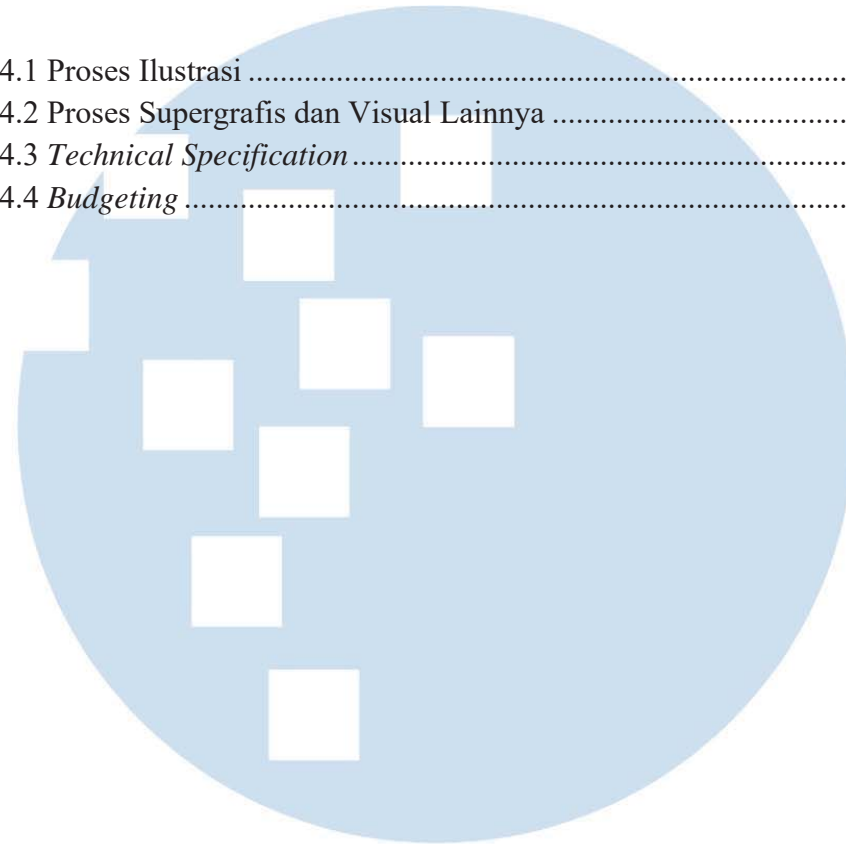 4.1 Proses Ilustrasi ..............................................................................
4.2 Proses Supergrafis dan Visual Lainnya ......................................
4.3 Technical Specification ................................................................
4.4 Budgeting ......................................................................................